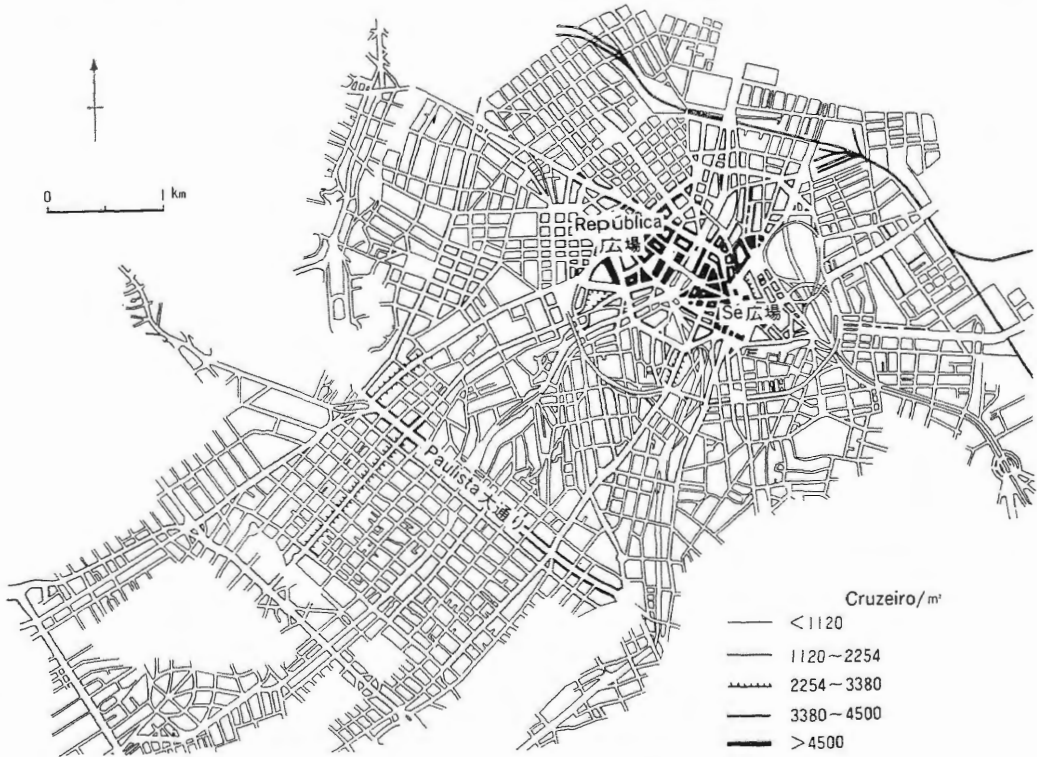 0 1 km
República
広場
Sé広場
Paulista大通り
Cruzeiro/m²
<1120
1120~2254
2254~3380
3380~4500
>4500